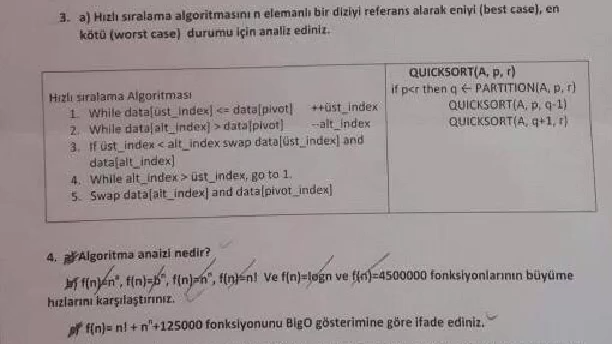 3. a) Hızlı sıralama algoritmasını n elemanlı bir diziyi referans alarak eniyi (best case), en
kötü (worst case) durumu için analiz ediniz.
Hızlı sıralama Algoritması
1. While data[üst_index] <= data[pivot] ++üst_index
2. While data[alt_index] > data[pivot] --alt_index
3. If üst_index < alt_index swap data[üst_index] and
data[alt_index]
4. While alt_index > üst_index, go to 1.
5. Swap data[alt_index] and data[pivot_index]
QUICKSORT(A, p, r)
if p<r then q ← PARTITION(A, p, r)
QUICKSORT(A, p, q-1)
QUICKSORT(A, q+1, r)
4. a) Algoritma anaizi nedir?
f(n)=nⁿ, f(n)=n! Ve f(n)=logn ve f(n)=4500000 fonksiyonlarının büyüme
hızlarını karşılaştırınız.
f(n)= n! + nⁿ+125000 fonksiyonunu BigO gösterimine göre ifade ediniz.